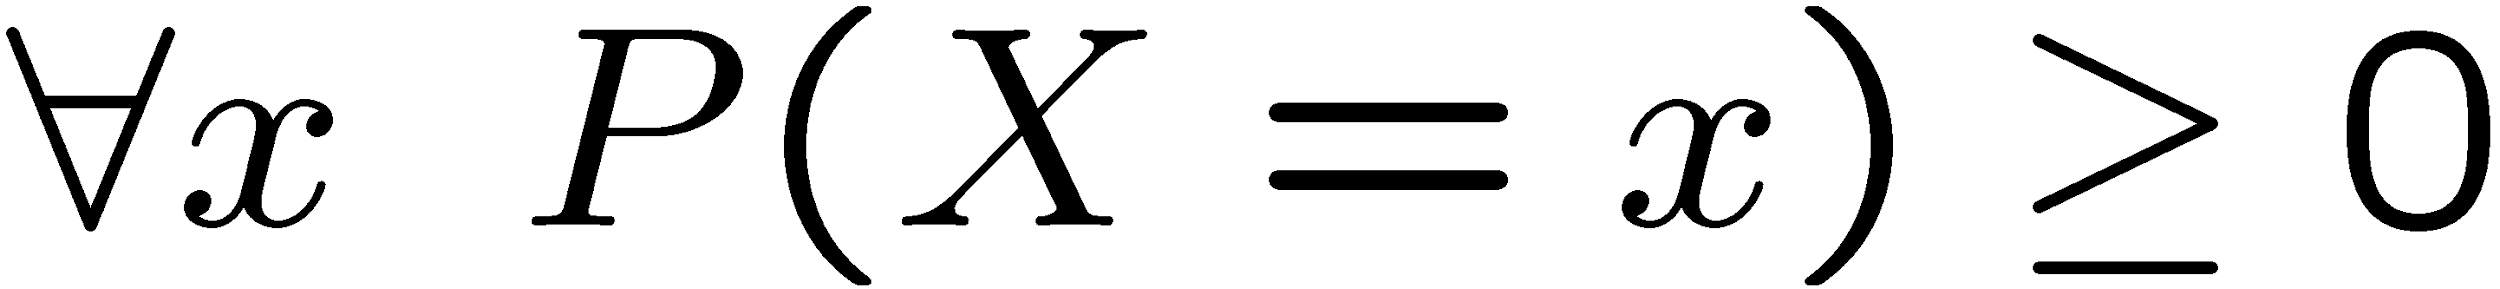 ∀x P(X = x) ≥ 0